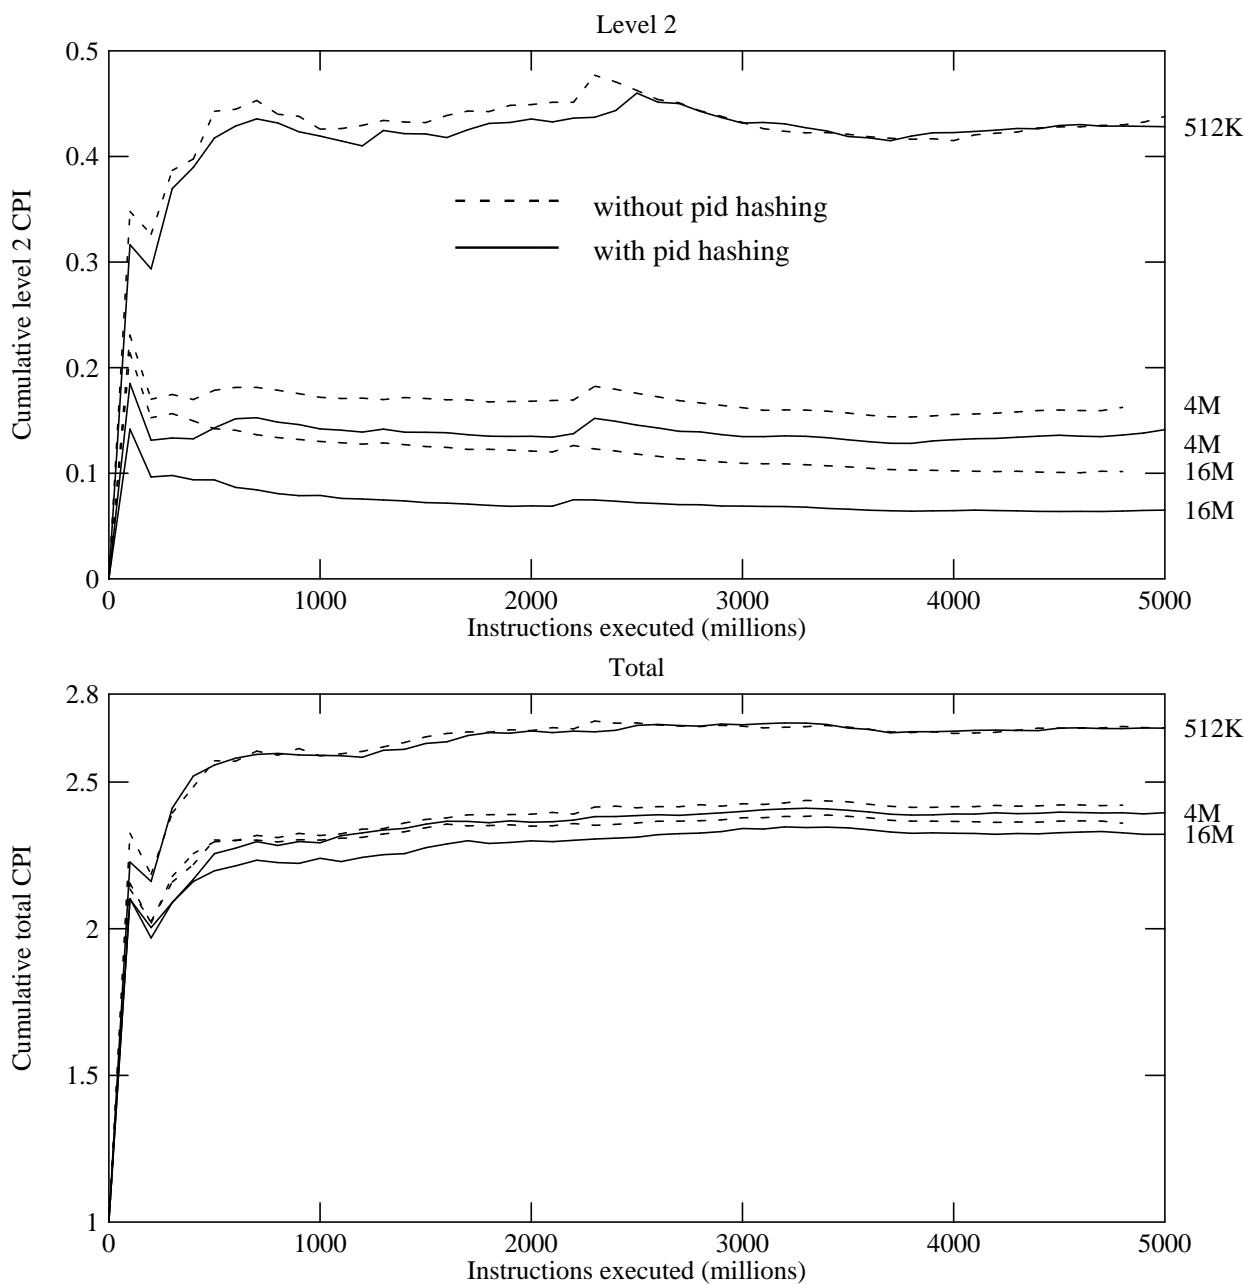 Level 2
0.5
0.4
0.3
0.2
0.1
0
Cumulative level 2 CPI
without pid hashing
with pid hashing
512K
4M
4M
16M
16M
0 1000 2000 3000 4000 5000
Instructions executed (millions)
Total
2.8
2.5
2
1.5
1
Cumulative total CPI
512K
4M
16M
0 1000 2000 3000 4000 5000
Instructions executed (millions)